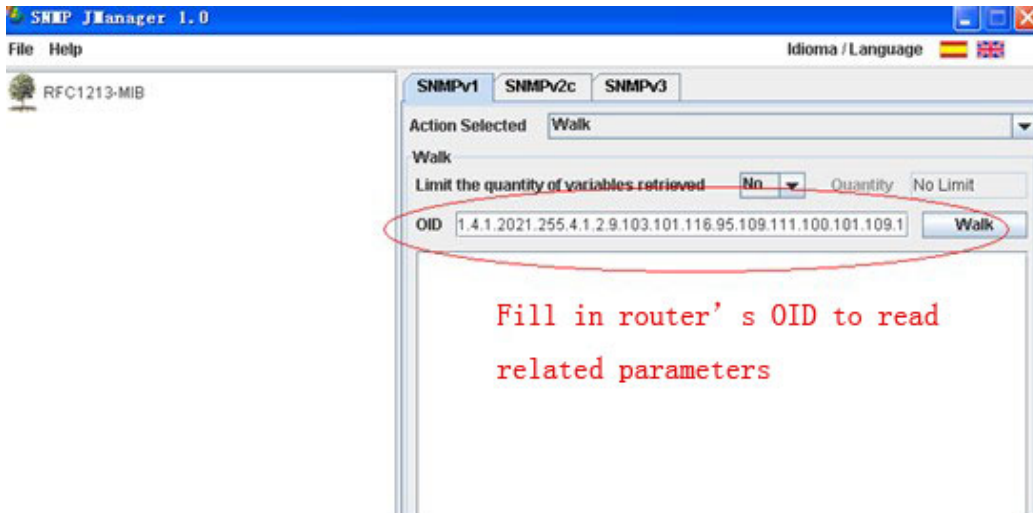 SNMP JManager 1.0
File Help Idioma / Language
RFC1213-MIB
SNMPv1 SNMPv2c SNMPv3
Action Selected Walk
Walk
Limit the quantity of variables retrieved No Quantity No Limit
OID 1.4.1.2021.255.4.1.2.9.103.101.116.95.109.111.100.101.109.1 Walk
Fill in router's OID to read
related parameters